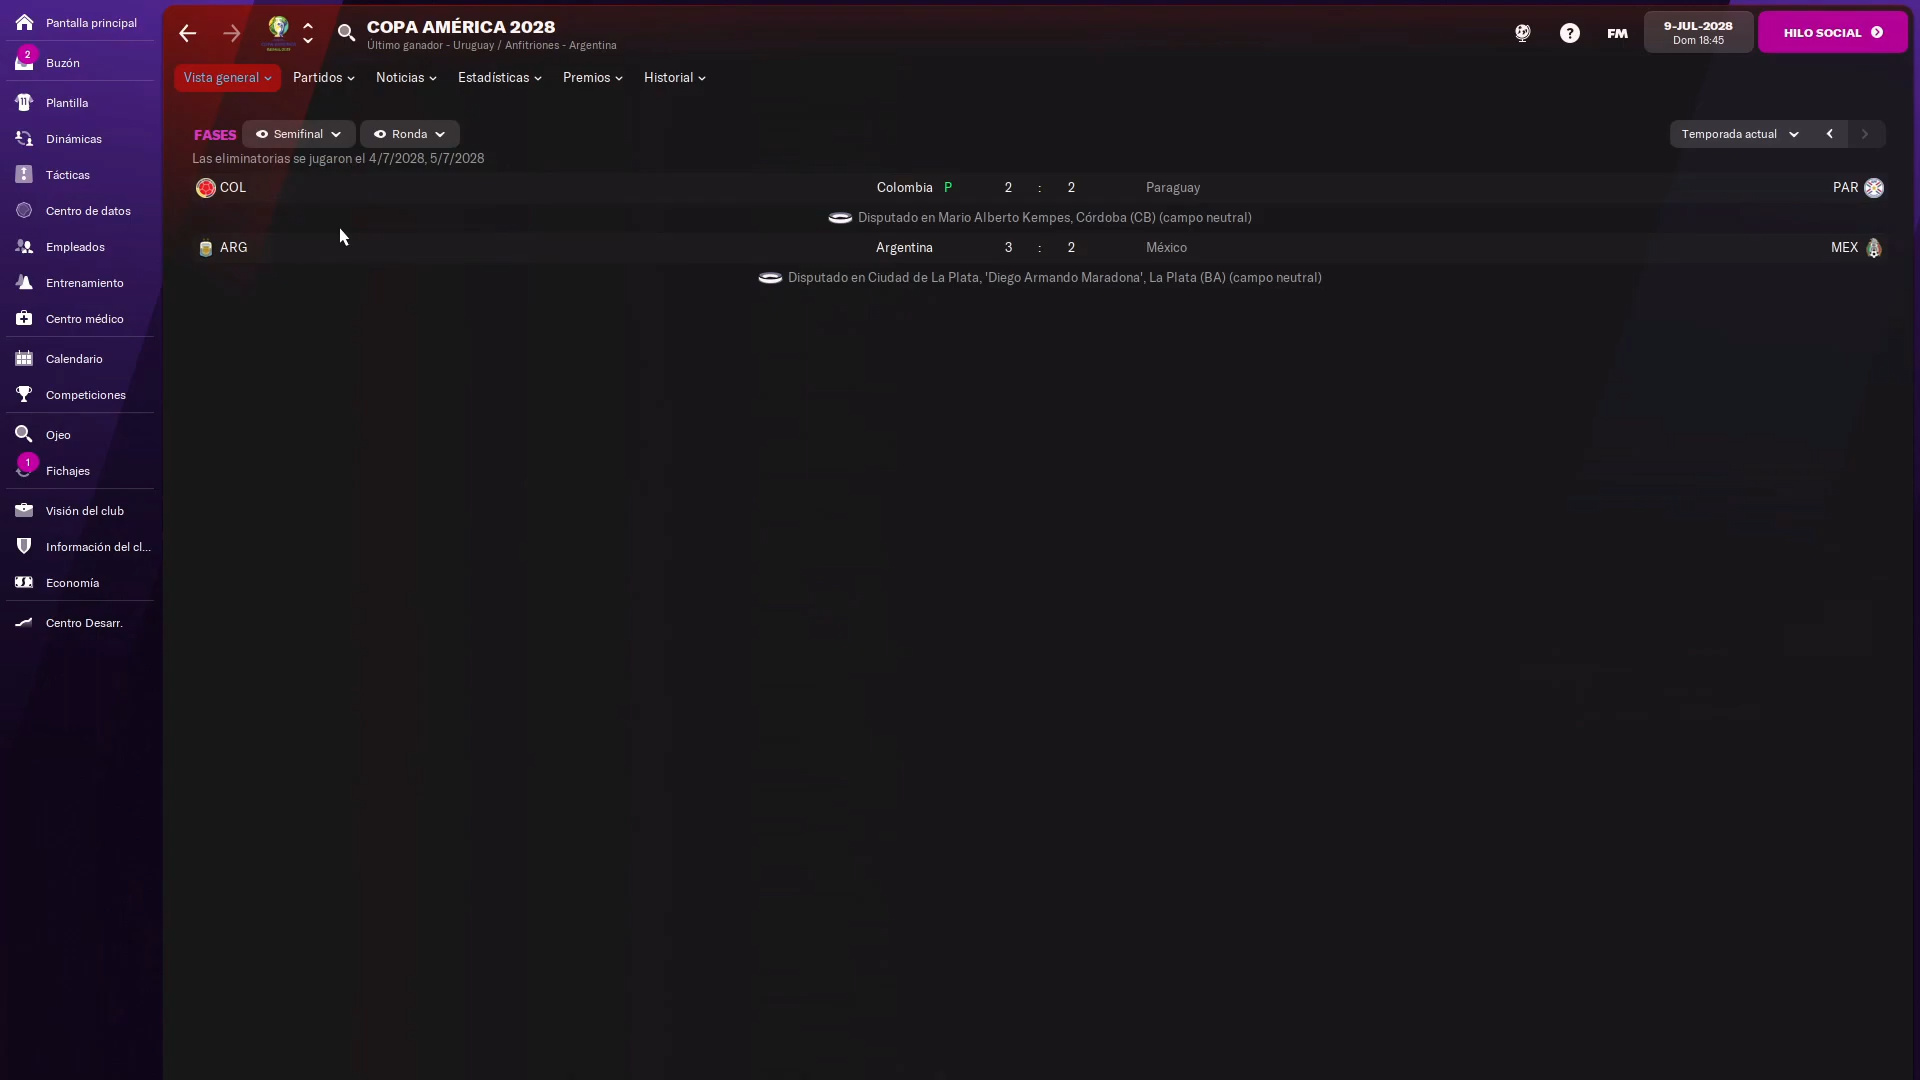 Pantalla principal
2
Buzón
Plantilla
Dinámicas
Tácticas
Centro de datos
Empleados
Entrenamiento
Centro médico
Calendario
Competiciones
Ojeo
1
Fichajes
Visión del club
Información del cl...
Economía
Centro Desarr.
COPA AMÉRICA 2028
Último ganador - Uruguay / Anfitriones - Argentina
FM
9-JUL-2028
Dom 18:45
HILO SOCIAL
Vista general Partidos Noticias Estadísticas Premios Historial
FASES Semifinal Ronda Temporada actual
Las eliminatorias se jugaron el 4/7/2028, 5/7/2028
COL Colombia P 2 : 2 Paraguay PAR
Disputado en Mario Alberto Kempes, Córdoba (CB) (campo neutral)
ARG Argentina 3 : 2 México MEX
Disputado en Ciudad de La Plata, 'Diego Armando Maradona', La Plata (BA) (campo neutral)